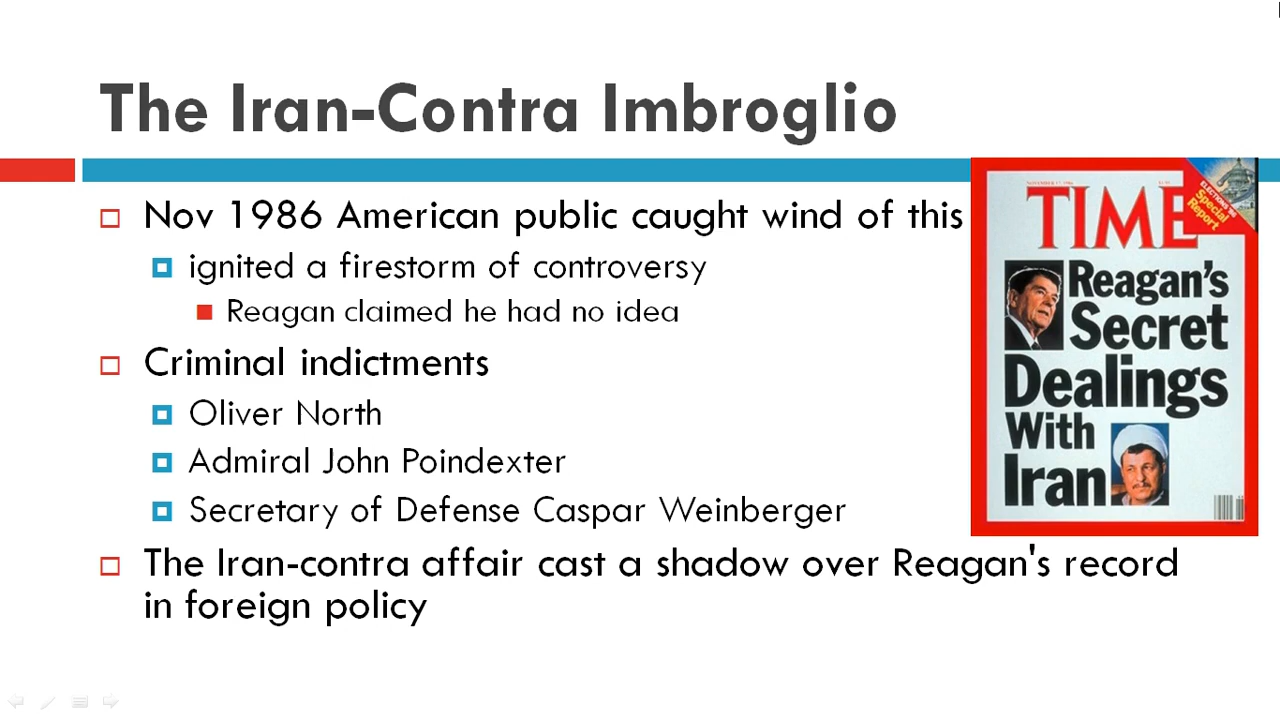 The Iran-Contra Imbroglio
Nov 1986 American public caught wind of this
ignited a firestorm of controversy
Reagan claimed he had no idea
Criminal indictments
Oliver North
Admiral John Poindexter
Secretary of Defense Caspar Weinberger
The Iran-contra affair cast a shadow over Reagan's record
in foreign policy
TIME
Special
Report
Reagan's
Secret
Dealings
With
Iran